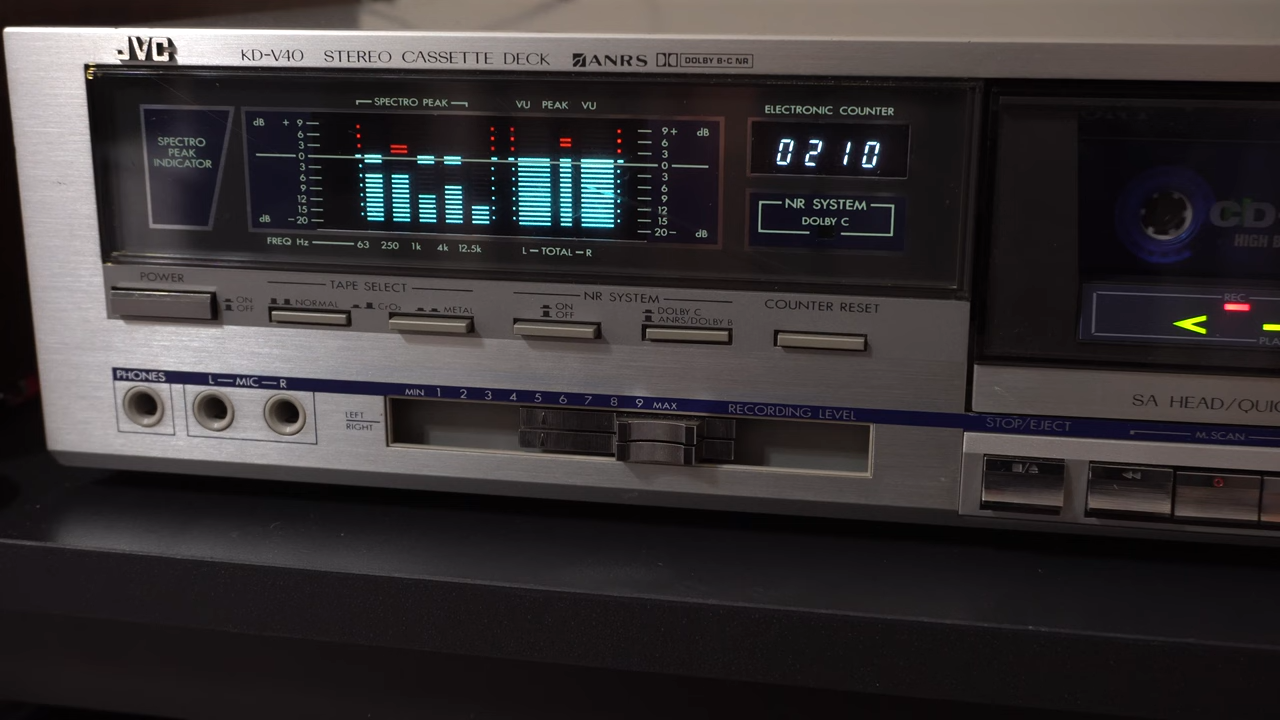 JVC
KD-V40 STEREO CASSETTE DECK ANRS DOLBY B·C NR
SPECTRO PEAK INDICATOR
SPECTRO PEAK
VU PEAK VU
dB + 9
6
3
0
3
6
9
12
15
dB -20
9+ dB
6
3
0
3
6
9
12
15
20- dB
FREQ Hz 63 250 1k 4k 12.5k
L TOTAL R
ELECTRONIC COUNTER
0210
NR SYSTEM
DOLBY C
CD
HIGH
REC
PLA
POWER
ON
OFF
TAPE SELECT
NORMAL CrO₂ METAL
NR SYSTEM
ON
OFF
DOLBY C
ANRS/DOLBY B
COUNTER RESET
SA HEAD/QUIC
PHONES
L MIC R
LEFT
RIGHT
MIN 1 2 3 4 5 6 7 8 9 MAX
RECORDING LEVEL
STOP/EJECT
M.SCAN